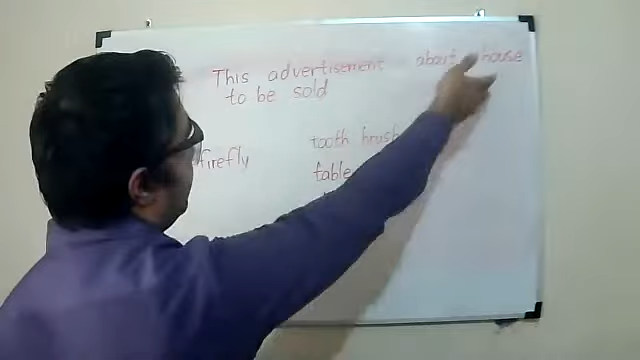 This advertisement about house
to be sold
firefly tooth brush
table